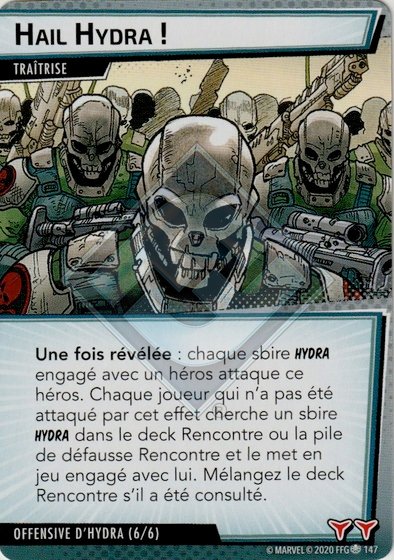 Hail Hydra !
TRAÎTRISE
Une fois révélée : chaque sbire HYDRA
engagé avec un héros attaque ce
héros. Chaque joueur qui n'a pas été
attaqué par cet effet cherche un sbire
HYDRA dans le deck Rencontre ou la pile
de défausse Rencontre et le met en
jeu engagé avec lui. Mélangez le deck
Rencontre s'il a été consulté.
OFFENSIVE D'HYDRA (6/6)
© MARVEL © 2020 FFG 147